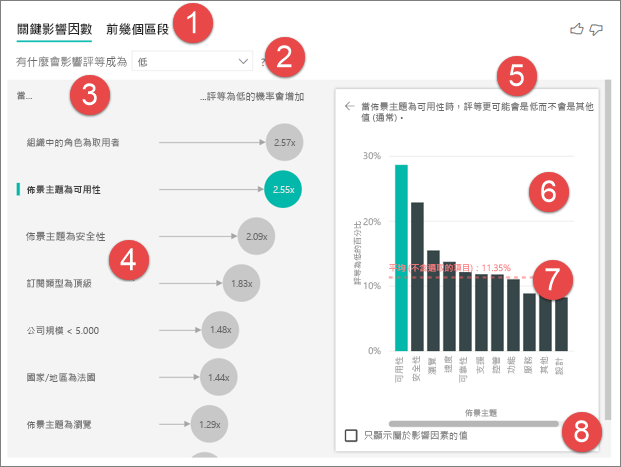 關鍵影響因數 前幾個區段 1
有什麼會影響評等成為 低 ? 2
當... 3 ...評等為低的機率會增加
組織中的角色為取用者 2.57x
佈景主題為可用性 2.55x
佈景主題為安全性 2.09x
4
訂閱類型為頂級 1.83x
公司規模 < 5.000 1.48x
國家/地區為法國 1.44x
佈景主題為瀏覽 1.29x
5
當佈景主題為可用性時，評等更可能會是低而不會是其他
值 (通常)。
評等為低的百分比
30%
20%
10%
0%
6
平均 (不含選取的項目)：11.35%
7
可用性
安全性
瀏覽
速度
可靠性
支援
控管
功能
服務
其他
設計
佈景主題
只顯示屬於影響因素的值 8